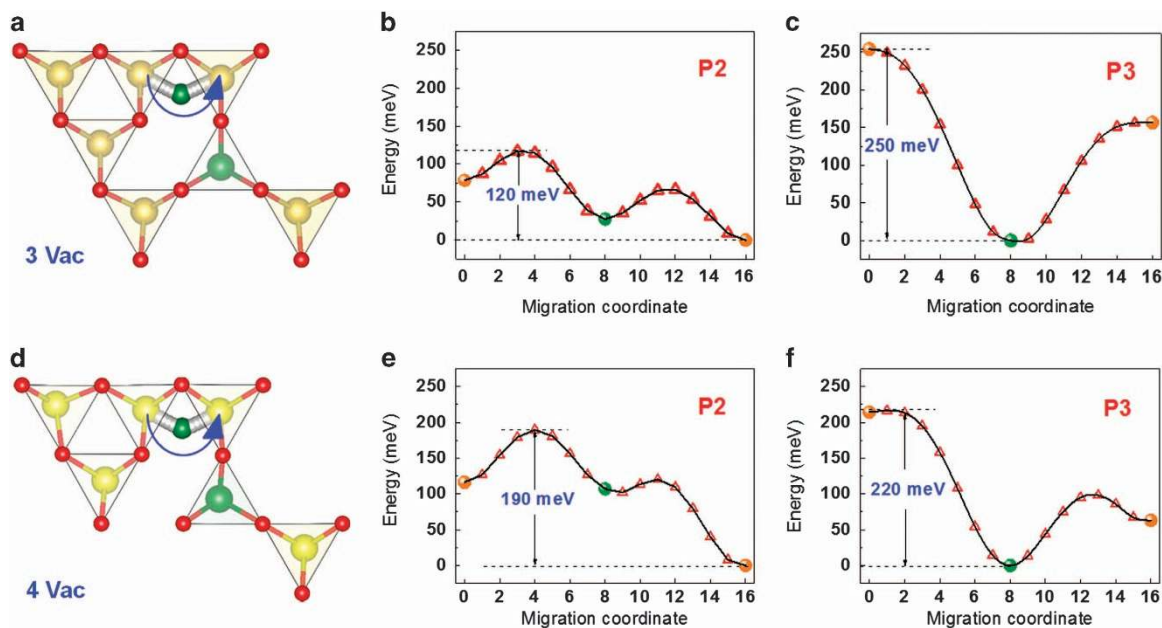 a
3 Vac
b
P2
Energy (meV)
250
200
150
100
50
0
120 meV
0 2 4 6 8 10 12 14 16
Migration coordinate
c
P3
Energy (meV)
250
200
150
100
50
0
250 meV
0 2 4 6 8 10 12 14 16
Migration coordinate
d
4 Vac
e
P2
Energy (meV)
250
200
150
100
50
0
190 meV
0 2 4 6 8 10 12 14 16
Migration coordinate
f
P3
Energy (meV)
250
200
150
100
50
0
220 meV
0 2 4 6 8 10 12 14 16
Migration coordinate